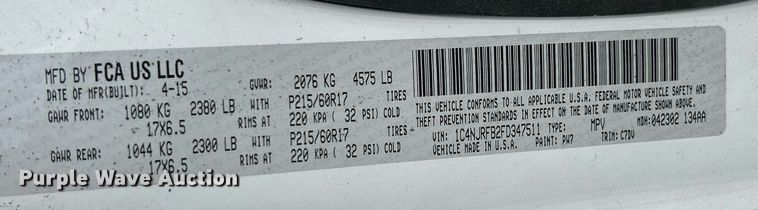 MFD BY FCA US LLC
DATE OF MFR(BUILT): 4-15 GVWR: 2076 KG 4575 LB
GAWR FRONT: 1080 KG 2380 LB WITH P215/60R17 TIRES
17X6.5 RIMS AT 220 KPA ( 32 PSI) COLD
GAWR REAR: 1044 KG 2300 LB WITH P215/60R17 TIRES
17X6.5 RIMS AT 220 KPA ( 32 PSI) COLD
THIS VEHICLE CONFORMS TO ALL APPLICABLE U.S.A. FEDERAL MOTOR VEHICLE SAFETY AND
THEFT PREVENTION STANDARDS IN EFFECT ON THE DATE OF MANUFACTURE SHOWN ABOVE.
VIN: 1C4NJRFB2FD347511 TYPE: MPV MDH: 042302 134AA
VEHICLE MADE IN U.S.A. PAINT: PW7 TRIM: C7DV
Purple Wave Auction